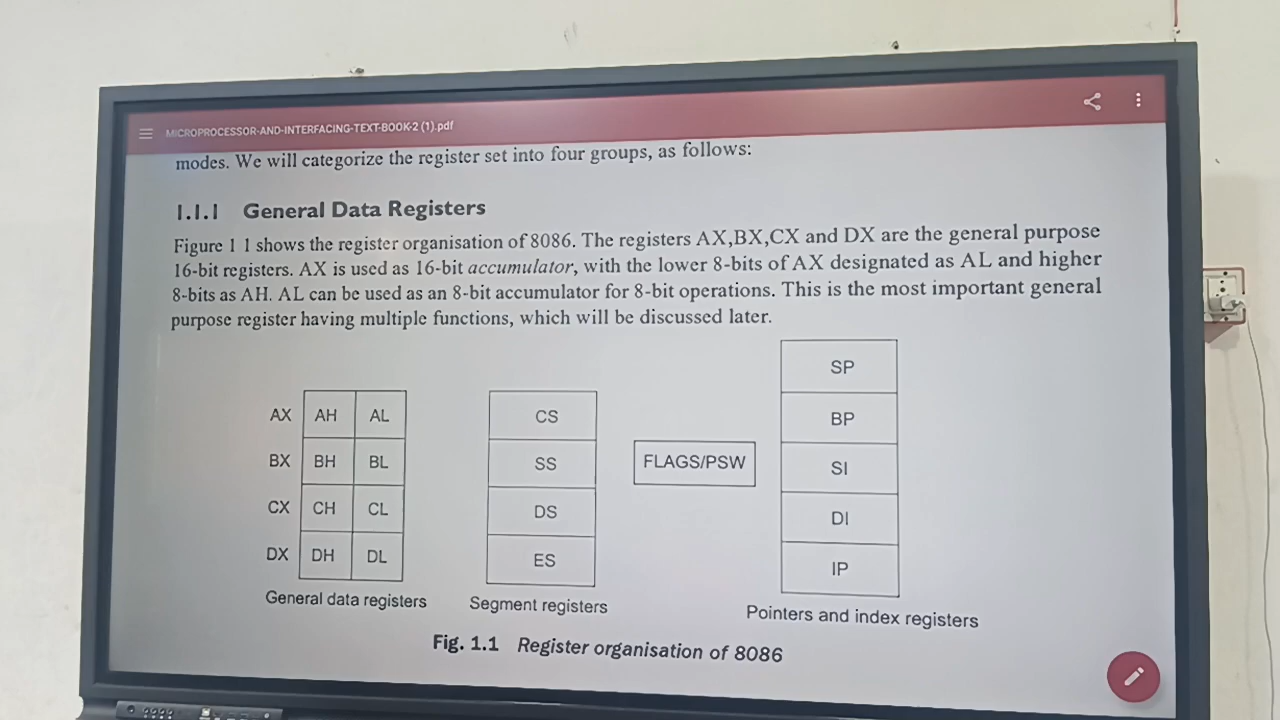 MICROPROCESSOR-AND-INTERFACING-TEXT-BOOK-2 (1).pdf
modes. We will categorize the register set into four groups, as follows:
1.1.1 General Data Registers
Figure 1 1 shows the register organisation of 8086. The registers AX,BX,CX and DX are the general purpose
16-bit registers. AX is used as 16-bit accumulator, with the lower 8-bits of AX designated as AL and higher
8-bits as AH. AL can be used as an 8-bit accumulator for 8-bit operations. This is the most important general
purpose register having multiple functions, which will be discussed later.
AX AH AL
BX BH BL
CX CH CL
DX DH DL
General data registers
CS
SS
DS
ES
Segment registers
FLAGS/PSW
SP
BP
SI
DI
IP
Pointers and index registers
Fig. 1.1 Register organisation of 8086